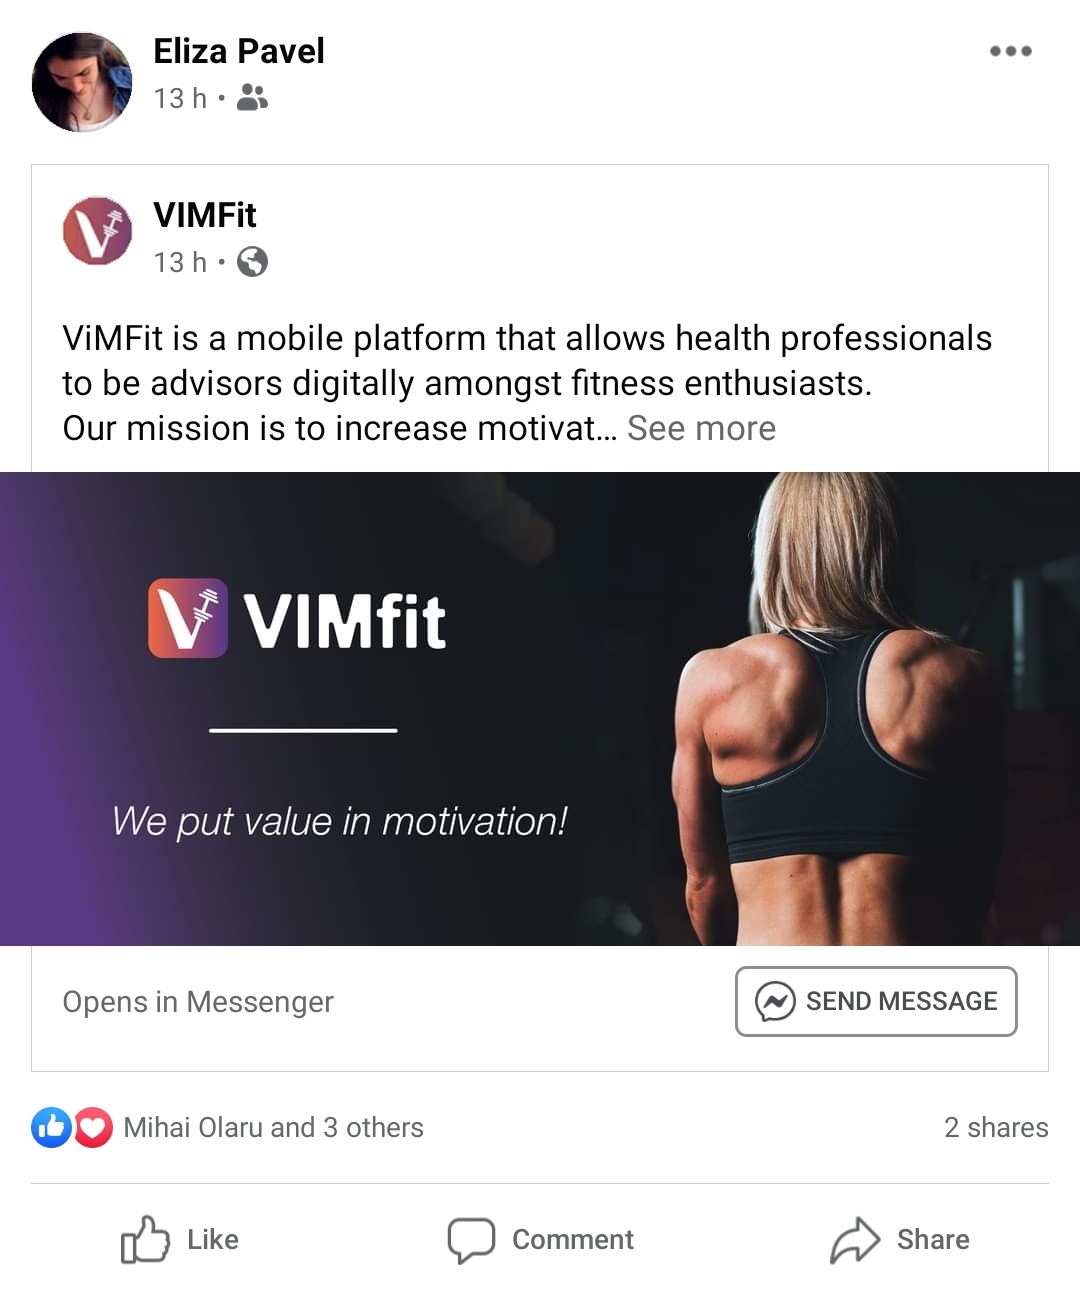 Eliza Pavel
13 h •
VIMFit
13 h •
ViMFit is a mobile platform that allows health professionals
to be advisors digitally amongst fitness enthusiasts.
Our mission is to increase motivat... See more
VIMfit
We put value in motivation!
Opens in Messenger
SEND MESSAGE
Mihai Olaru and 3 others
2 shares
Like
Comment
Share